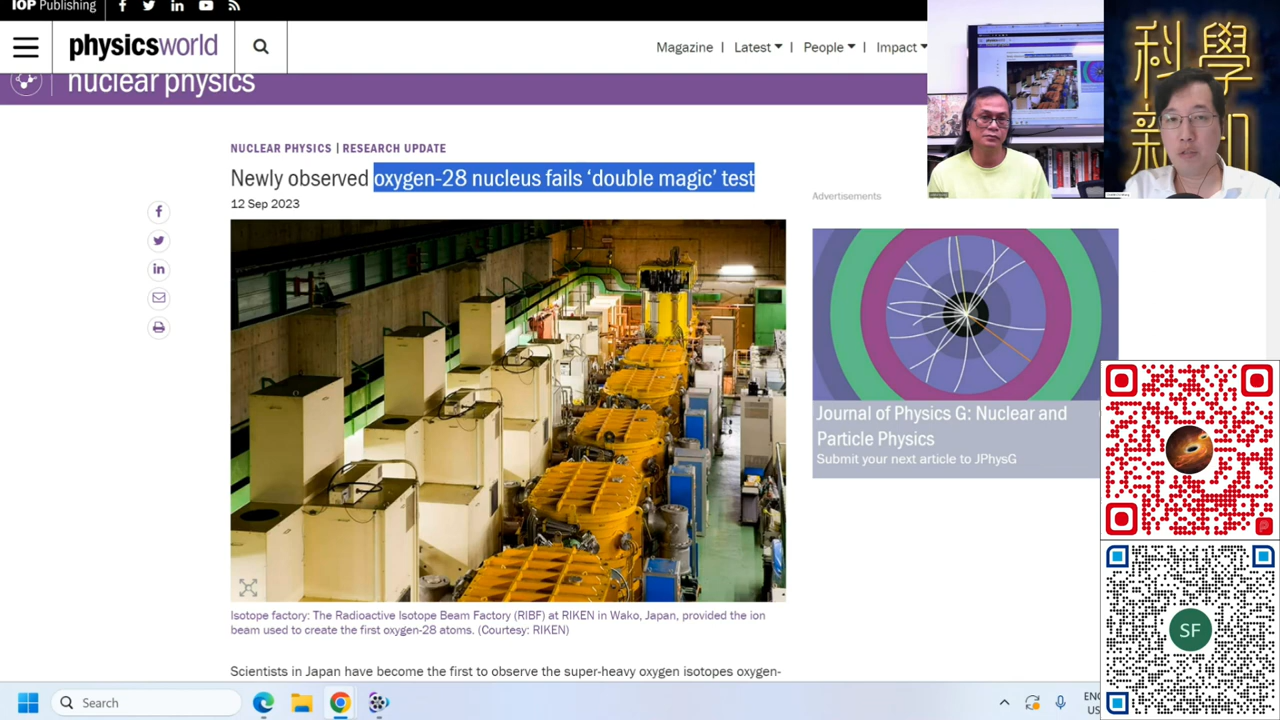 IOP Publishing
physicsworld
Magazine | Latest | People | Impact
nuclear physics
NUCLEAR PHYSICS | RESEARCH UPDATE
Newly observed oxygen-28 nucleus fails ‘double magic’ test
12 Sep 2023
Advertisements
科學
新知
Journal of Physics G: Nuclear and
Particle Physics
Submit your next article to JPhysG
SF
Isotope factory: The Radioactive Isotope Beam Factory (RIBF) at RIKEN in Wako, Japan, provided the ion
beam used to create the first oxygen-28 atoms. (Courtesy: RIKEN)
Scientists in Japan have become the first to observe the super-heavy oxygen isotopes oxygen-
Search
ENG
US